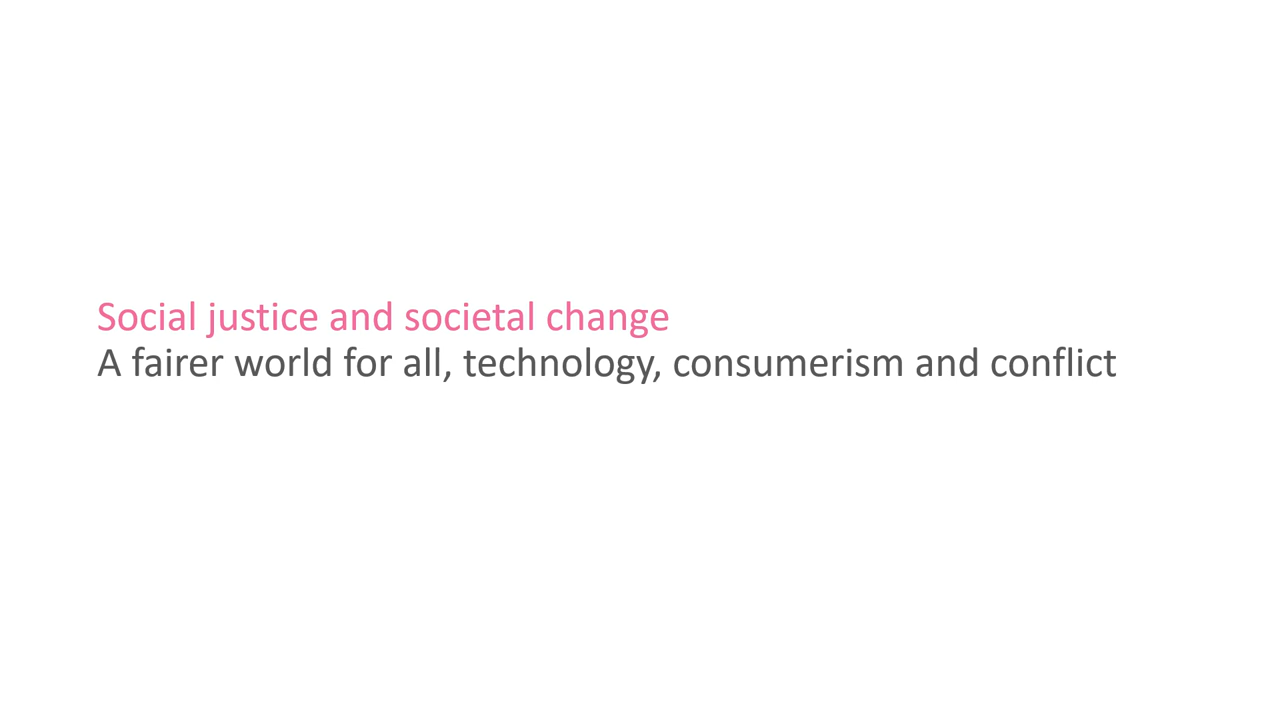 Social justice and societal change
A fairer world for all, technology, consumerism and conflict